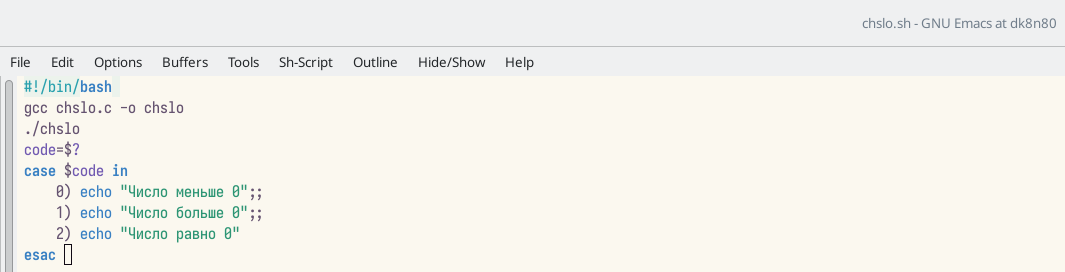 chslo.sh - GNU Emacs at dk8n80
File Edit Options Buffers Tools Sh-Script Outline Hide/Show Help
#!/bin/bash
gcc chslo.c -o chslo
./chslo
code=$?
case $code in
    0) echo "Число меньше 0";;
    1) echo "Число больше 0";;
    2) echo "Число равно 0"
esac